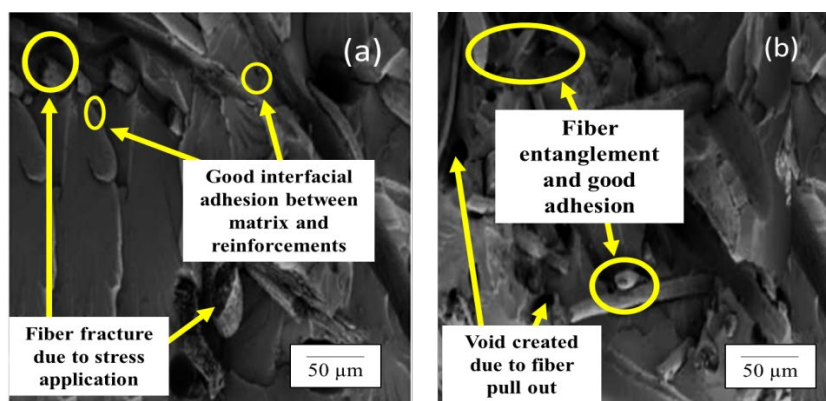 (a)
Good interfacial
adhesion between
matrix and
reinforcements
Fiber fracture
due to stress
application
50 µm
(b)
Fiber
entanglement
and good
adhesion
Void created
due to fiber
pull out
50 µm